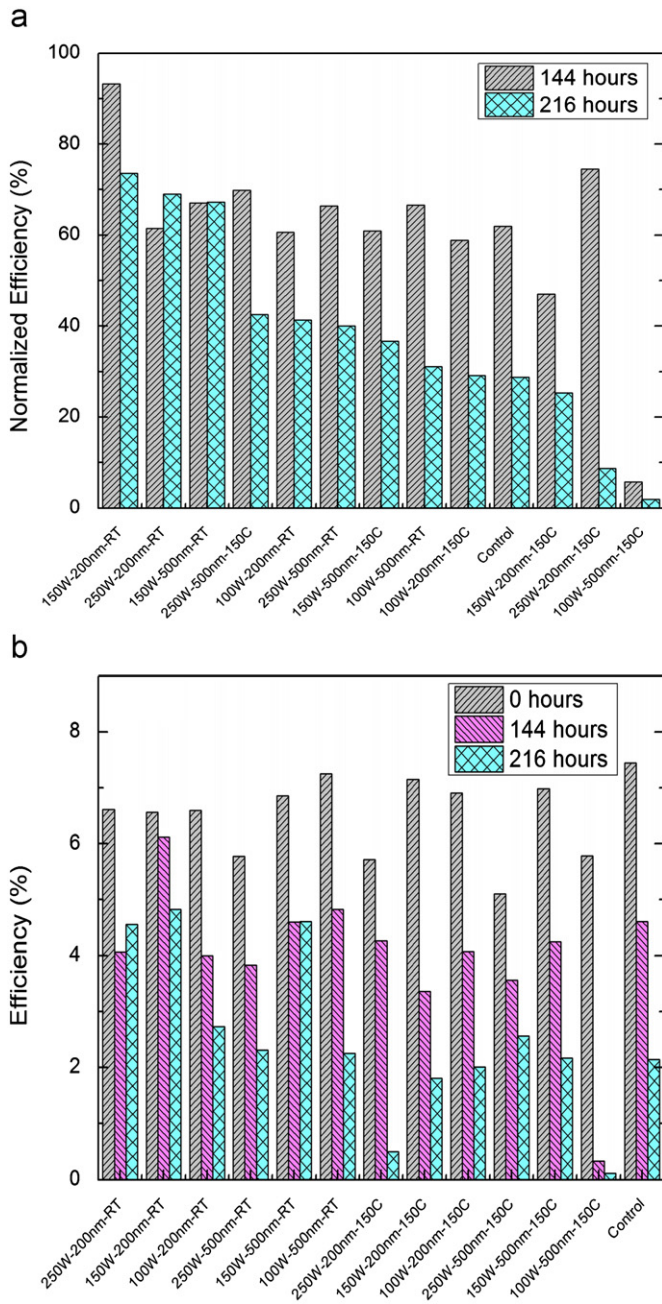 a
100
80
60
40
20
0
Normalized Efficiency (%)
144 hours
216 hours
150W-200nm-RT
250W-200nm-RT
150W-500nm-RT
250W-500nm-150C
100W-200nm-RT
250W-500nm-RT
150W-500nm-150C
100W-500nm-RT
100W-200nm-150C
Control
150W-200nm-150C
250W-200nm-150C
100W-500nm-150C
b
8
6
4
2
0
Efficiency (%)
0 hours
144 hours
216 hours
250W-200nm-RT
150W-200nm-RT
100W-200nm-RT
250W-500nm-RT
150W-500nm-RT
100W-500nm-RT
250W-200nm-150C
150W-200nm-150C
100W-200nm-150C
250W-500nm-150C
150W-500nm-150C
100W-500nm-150C
Control